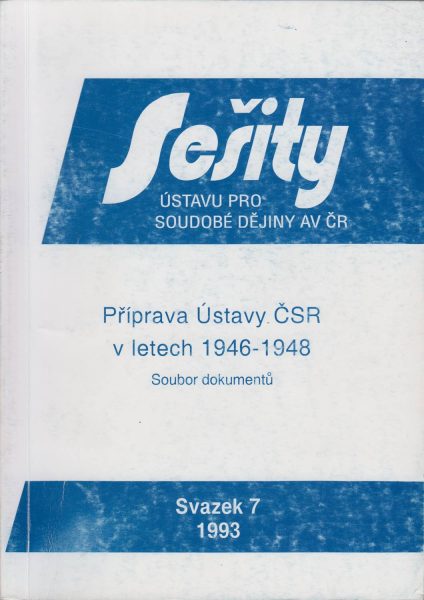 Sešity
ÚSTAVU PRO
SOUDOBÉ DĚJINY AV ČR
Příprava Ústavy ČSR
v letech 1946-1948
Soubor dokumentů
Svazek 7
1993